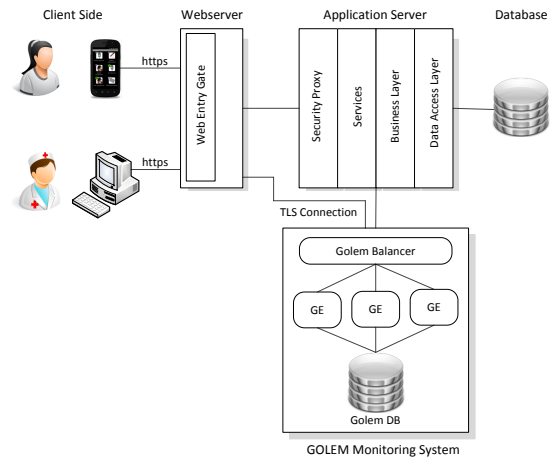 Client Side
Webserver
Application Server
Database
https
https
Web Entry Gate
Security Proxy
Services
Business Layer
Data Access Layer
TLS Connection
Golem Balancer
GE
GE
GE
Golem DB
GOLEM Monitoring System